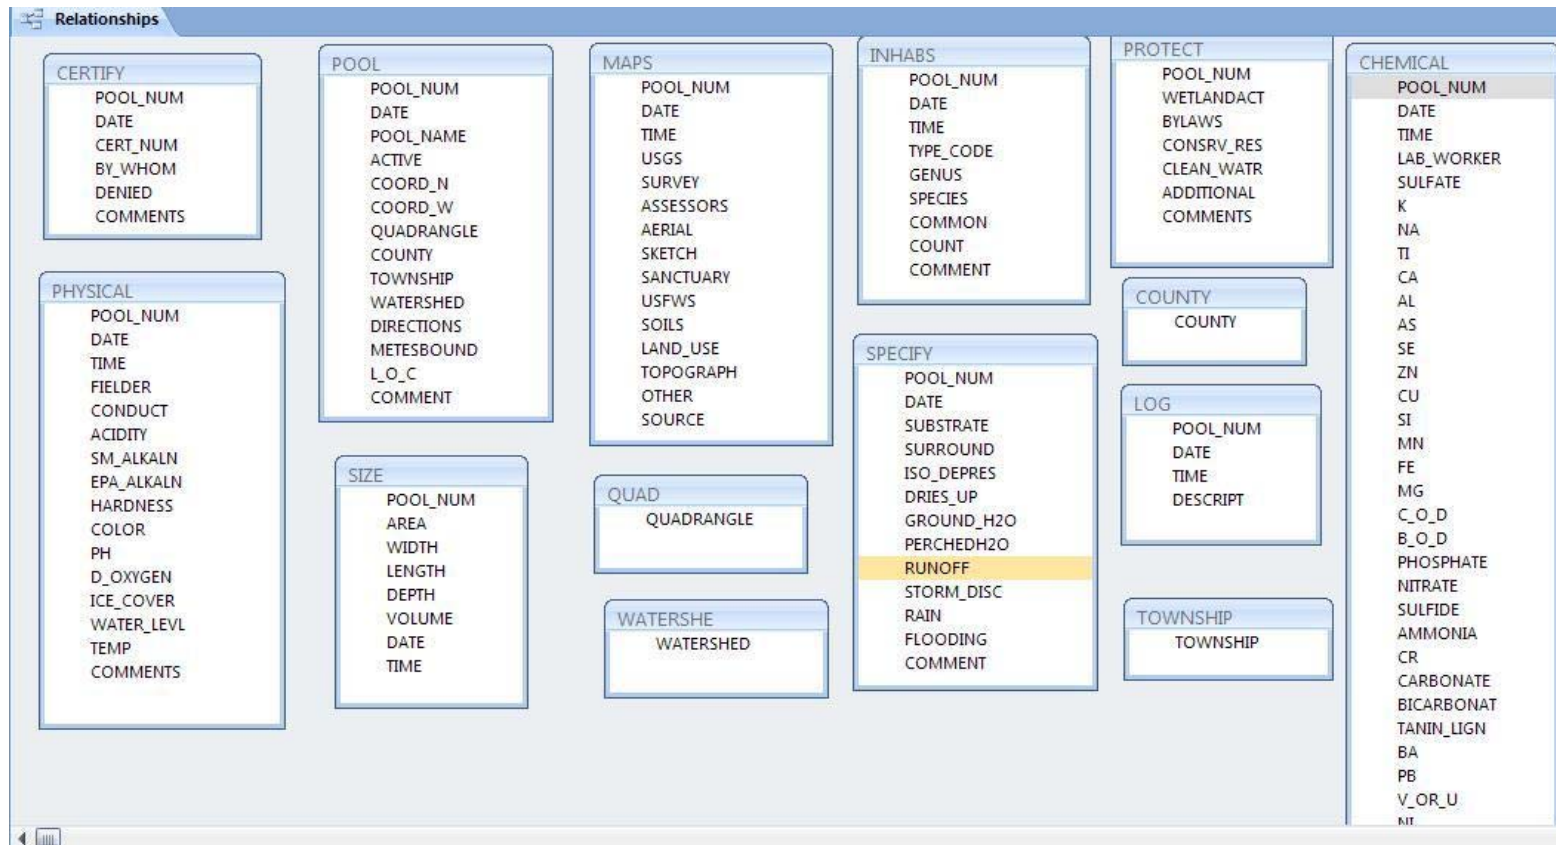 Relationships
CERTIFY
POOL_NUM
DATE
CERT_NUM
BY_WHOM
DENIED
COMMENTS
PHYSICAL
POOL_NUM
DATE
TIME
FIELDER
CONDUCT
ACIDITY
SM_ALKALN
EPA_ALKALN
HARDNESS
COLOR
PH
D_OXYGEN
ICE_COVER
WATER_LEVL
TEMP
COMMENTS
POOL
POOL_NUM
DATE
POOL_NAME
ACTIVE
COORD_N
COORD_W
QUADRANGLE
COUNTY
TOWNSHIP
WATERSHED
DIRECTIONS
METESBOUND
L_O_C
COMMENT
SIZE
POOL_NUM
AREA
WIDTH
LENGTH
DEPTH
VOLUME
DATE
TIME
MAPS
POOL_NUM
DATE
TIME
USGS
SURVEY
ASSESSORS
AERIAL
SKETCH
SANCTUARY
USFWS
SOILS
LAND_USE
TOPOGRAPH
OTHER
SOURCE
QUAD
QUADRANGLE
WATERSHE
WATERSHED
INHABS
POOL_NUM
DATE
TIME
TYPE_CODE
GENUS
SPECIES
COMMON
COUNT
COMMENT
SPECIFY
POOL_NUM
DATE
SUBSTRATE
SURROUND
ISO_DEPRES
DRIES_UP
GROUND_H2O
PERCHEDH2O
RUNOFF
STORM_DISC
RAIN
FLOODING
COMMENT
PROTECT
POOL_NUM
WETLANDACT
BYLAWS
CONSRV_RES
CLEAN_WATR
ADDITIONAL
COMMENTS
COUNTY
COUNTY
LOG
POOL_NUM
DATE
TIME
DESCRIPT
TOWNSHIP
TOWNSHIP
CHEMICAL
POOL_NUM
DATE
TIME
LAB_WORKER
SULFATE
K
NA
TI
CA
AL
AS
SE
ZN
CU
SI
MN
FE
MG
C_O_D
B_O_D
PHOSPHATE
NITRATE
SULFIDE
AMMONIA
CR
CARBONATE
BICARBONAT
TANIN_LIGN
BA
PB
V_OR_U